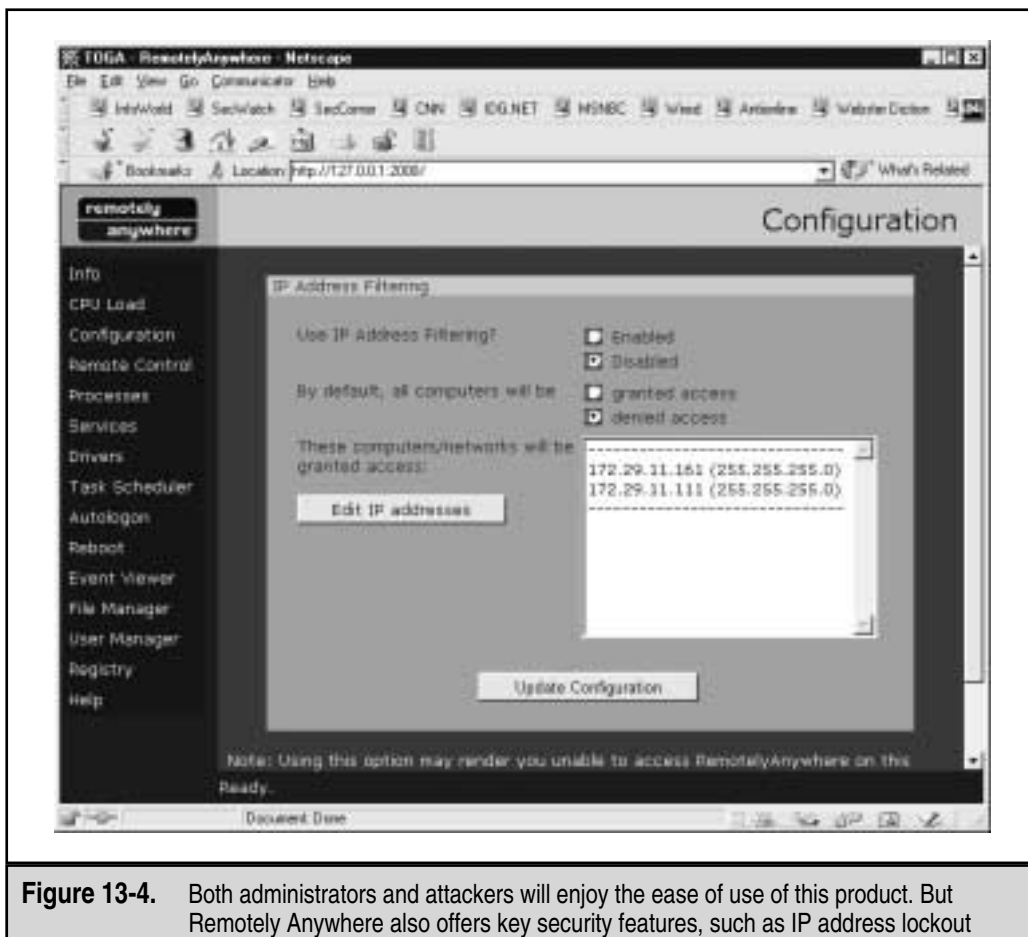 TOGA - RemotelyAnywhere - Netscape
File Edit View Go Communicator Help
InfoWorld SecWatch SecCorner CNN IDG.NET MSNBC Wired Antionline Webster Diction
Bookmarks Location: http://127.0.0.1:2000/ What's Related
remotely
anywhere
Configuration
Info
CPU Load
Configuration
Remote Control
Processes
Services
Drivers
Task Scheduler
Autologon
Reboot
Event Viewer
File Manager
User Manager
Registry
Help
IP Address Filtering
Use IP Address Filtering?
Enabled
Disabled
By default, all computers will be
granted access
denied access
These computers/networks will be
granted access:
Edit IP addresses
172.29.11.161 (255.255.255.0)
172.29.11.111 (255.255.255.0)
Update Configuration
Note: Using this option may render you unable to access RemotelyAnywhere on this
Ready.
Document: Done
Figure 13-4. Both administrators and attackers will enjoy the ease of use of this product. But
Remotely Anywhere also offers key security features, such as IP address lockout